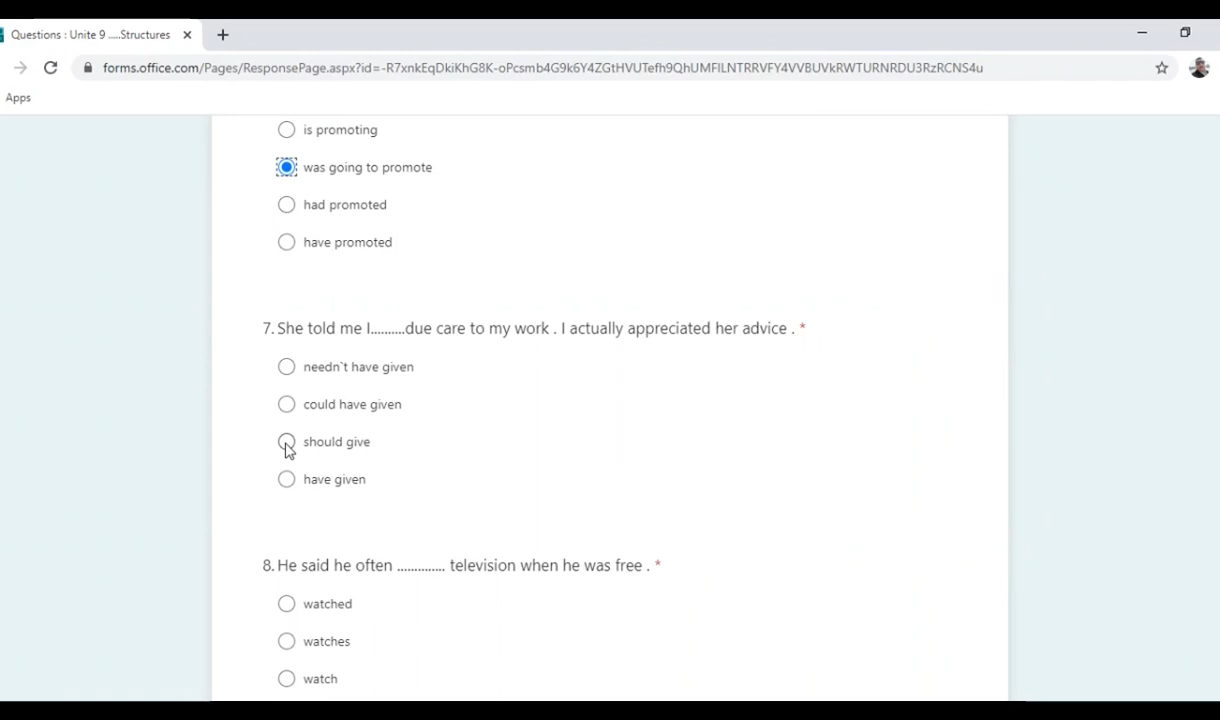 Questions : Unite 9 .....Structures
forms.office.com/Pages/ResponsePage.aspx?id=-R7xnkEqDkiKhG8K-oPcsmb4G9k6Y4ZGtHVUTefh9QhUMFlLNTRRVFY4VVBUVkRWTURNRDU3RzRCNS4u
Apps
is promoting
was going to promote
had promoted
have promoted
7. She told me I..........due care to my work . I actually appreciated her advice . *
needn`t have given
could have given
should give
have given
8. He said he often .............. television when he was free . *
watched
watches
watch